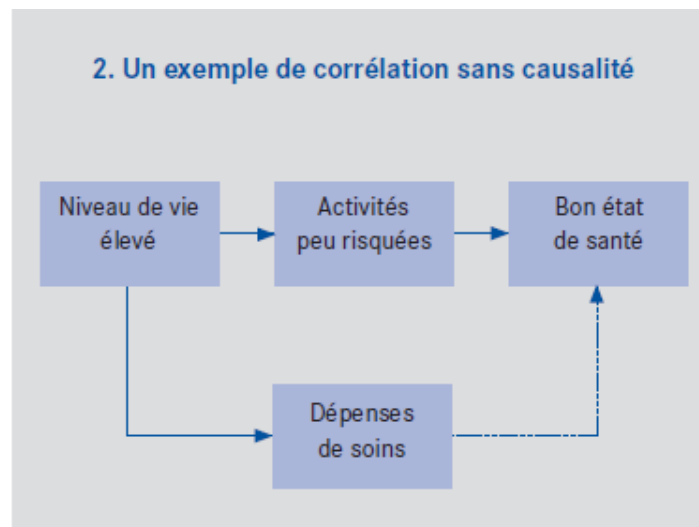 2. Un exemple de corrélation sans causalité
Niveau de vie
élevé
Activités
peu risquées
Bon état
de santé
Dépenses
de soins